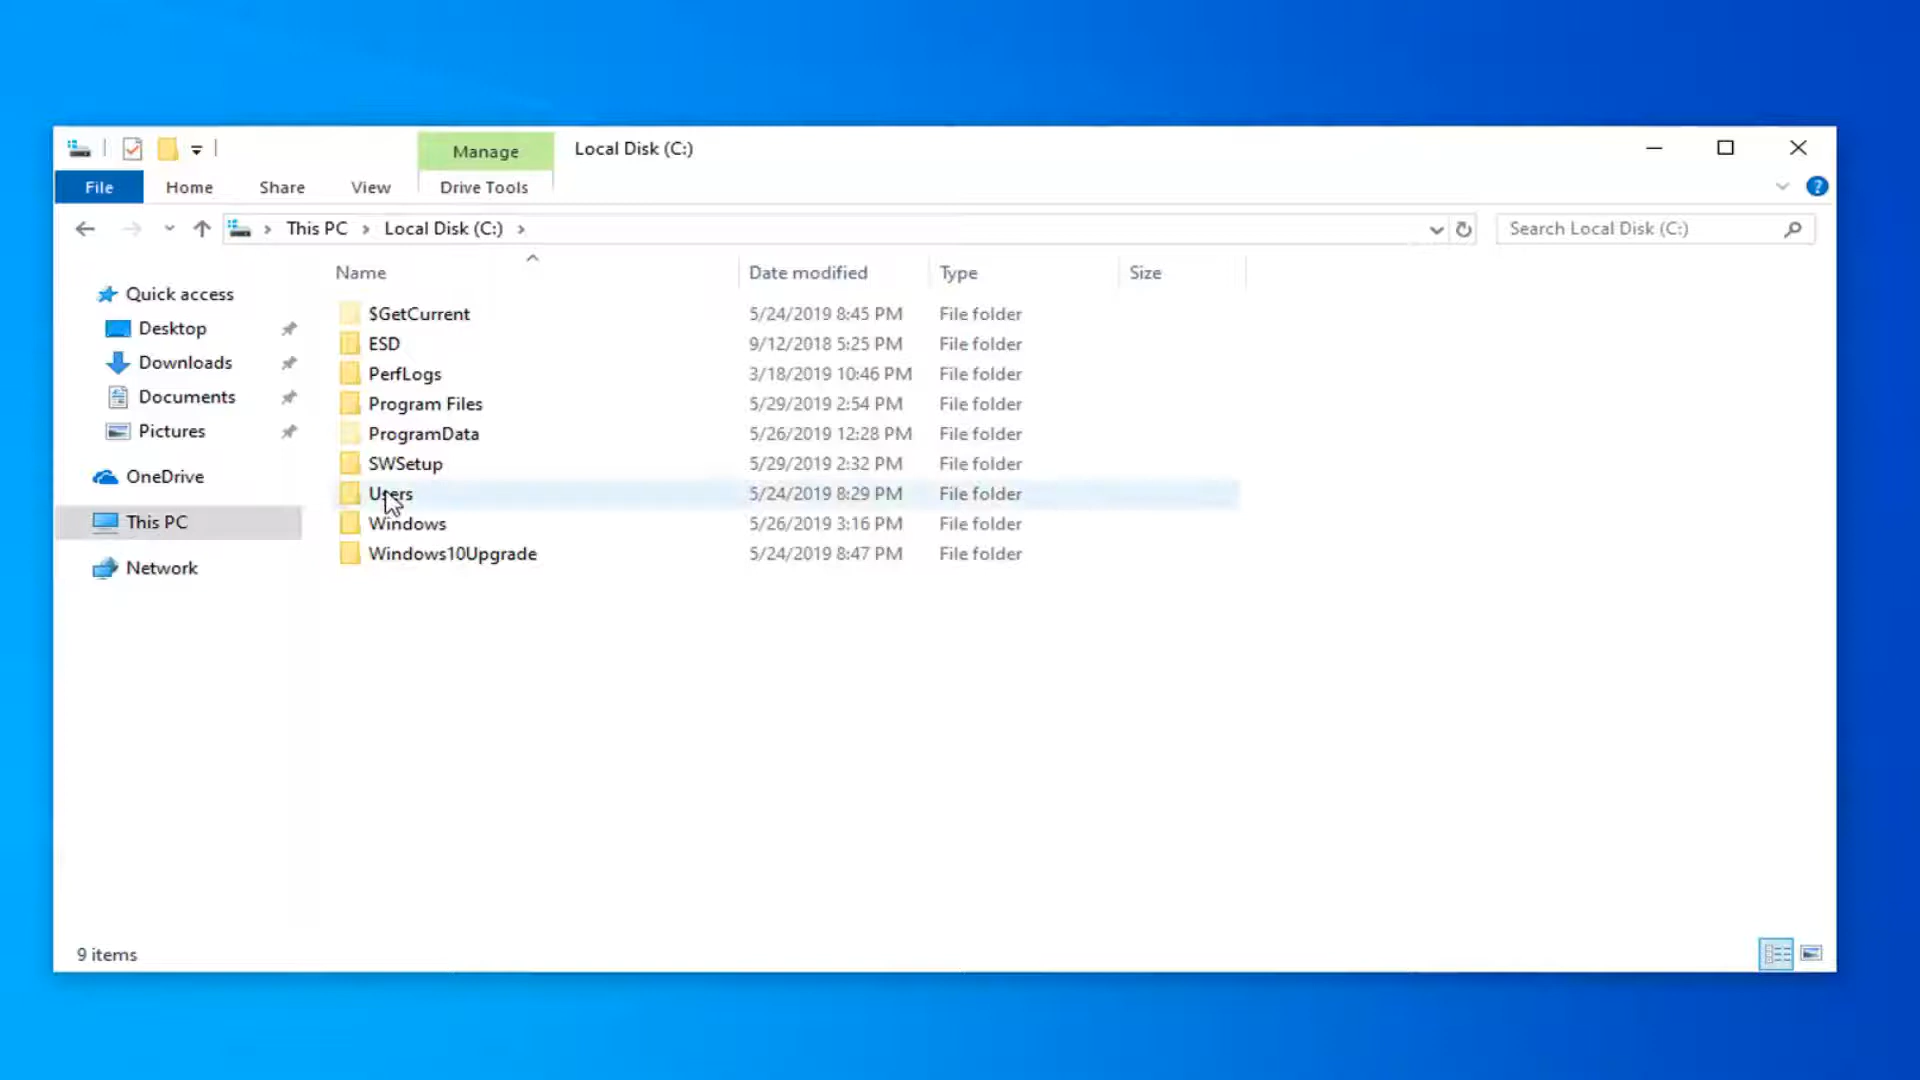 Manage
Local Disk (C:)
File
Home
Share
View
Drive Tools
?
This PC
Local Disk (C:)
Search Local Disk (C:)
Name
Date modified
Type
Size
Quick access
Desktop
Downloads
Documents
Pictures
OneDrive
This PC
Network
$GetCurrent 5/24/2019 8:45 PM File folder
ESD 9/12/2018 5:25 PM File folder
PerfLogs 3/18/2019 10:46 PM File folder
Program Files 5/29/2019 2:54 PM File folder
ProgramData 5/26/2019 12:28 PM File folder
SWSetup 5/29/2019 2:32 PM File folder
Users 5/24/2019 8:29 PM File folder
Windows 5/26/2019 3:16 PM File folder
Windows10Upgrade 5/24/2019 8:47 PM File folder
9 items